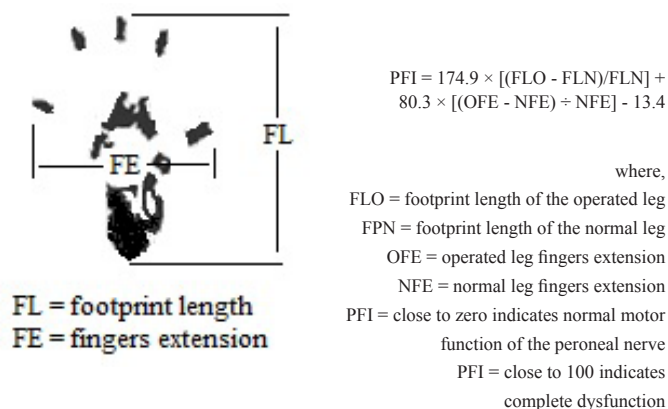 FL
FE
FL = footprint length
FE = fingers extension
PFI = 174.9 × [(FLO - FLN)/FLN] +
80.3 × [(OFE - NFE) ÷ NFE] - 13.4
where,
FLO = footprint length of the operated leg
FPN = footprint length of the normal leg
OFE = operated leg fingers extension
NFE = normal leg fingers extension
PFI = close to zero indicates normal motor
function of the peroneal nerve
PFI = close to 100 indicates
complete dysfunction